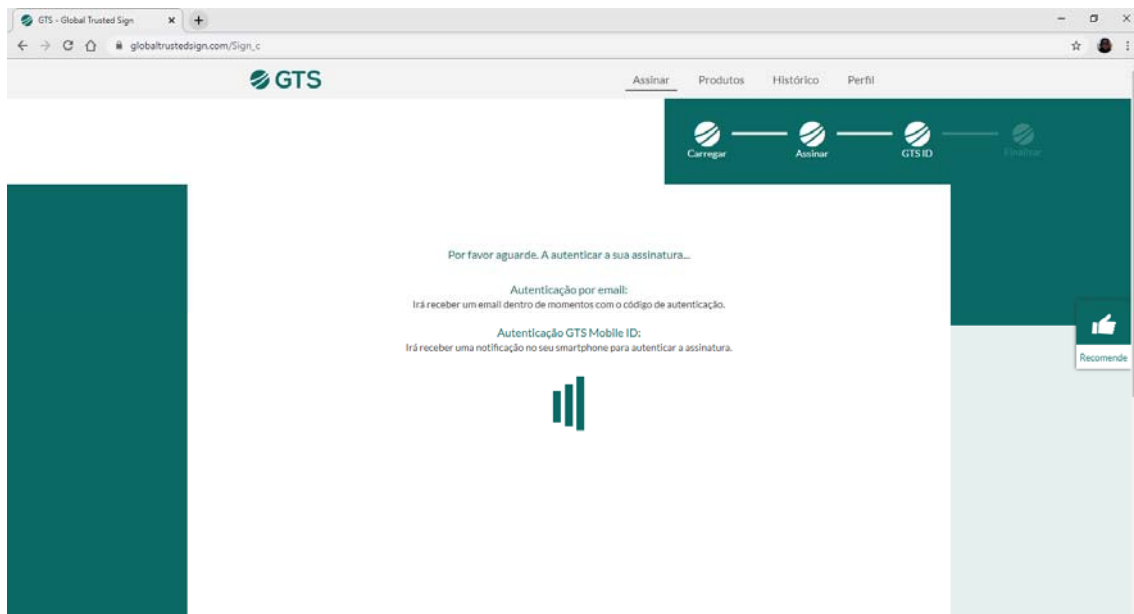 GTS - Global Trusted Sign
globaltrustedsign.com/Sign_c
GTS
Assinar Produtos Histórico Perfil
Carregar Assinar GTS ID Finalizar
Por favor aguarde. A autenticar a sua assinatura...
Autenticação por email:
Irá receber um email dentro de momentos com o código de autenticação.
Autenticação GTS Mobile ID:
Irá receber uma notificação no seu smartphone para autenticar a assinatura.
Recomende